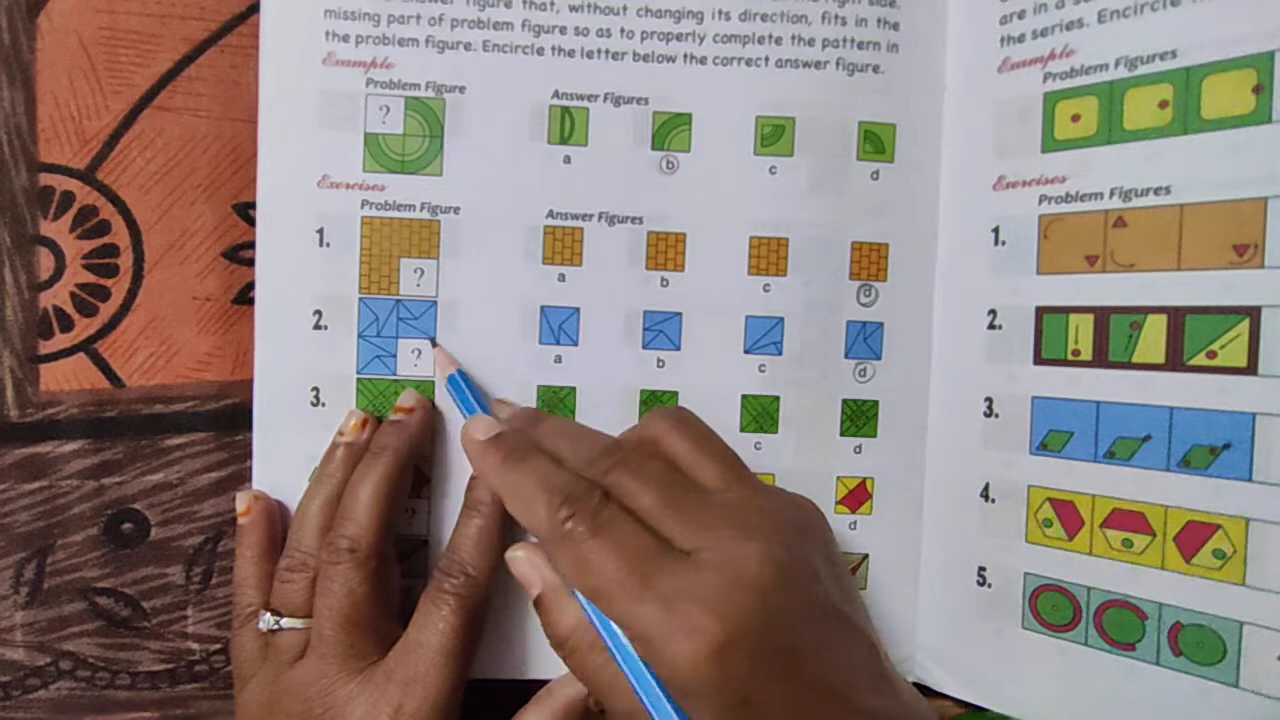 answer figure that, without changing its direction, fits in the
missing part of problem figure so as to properly complete the pattern in
the problem figure. Encircle the letter below the correct answer figure.
Example
Problem Figure
Answer Figures
?
a
b
c
d
Exercises
Problem Figure
Answer Figures
1.
?
a
b
c
d
2.
?
a
b
c
d
3.
c
d
?
d
are in a
the series. Encircle
Example
Problem Figures
Exercises
Problem Figures
1.
2.
3.
4.
5.